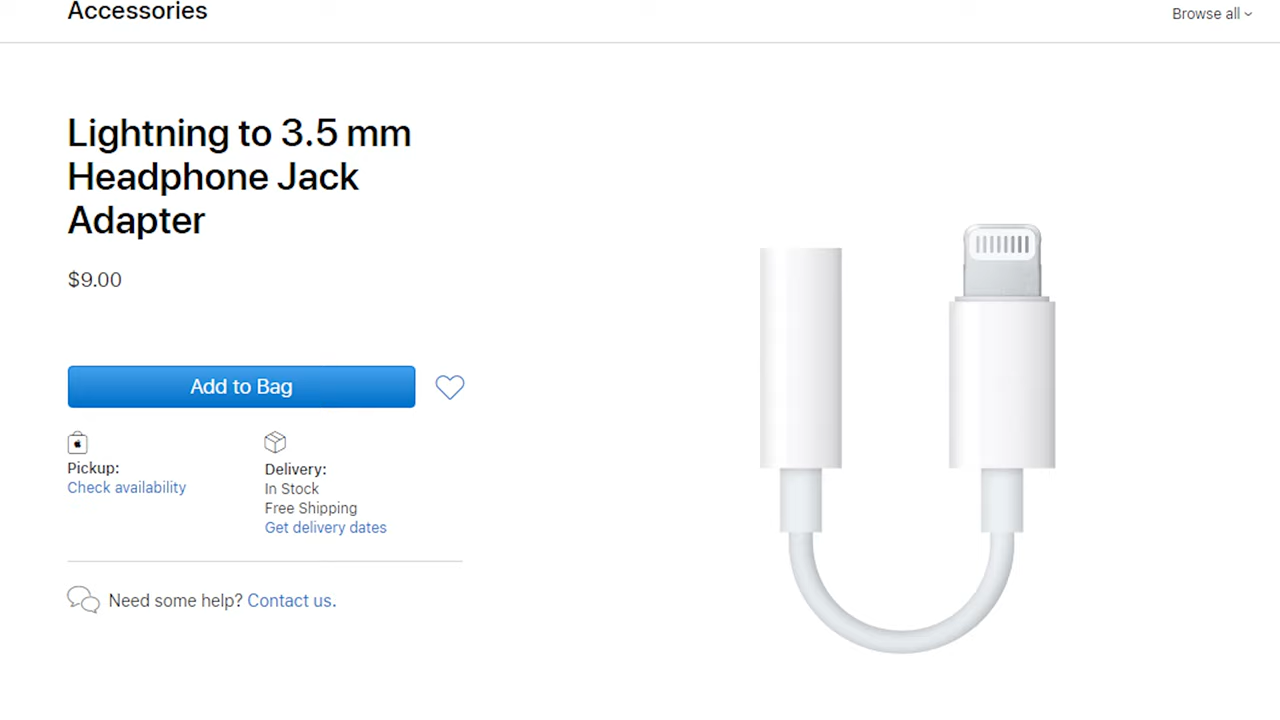 Accessories
Browse all
Lightning to 3.5 mm
Headphone Jack
Adapter
$9.00
Add to Bag
Pickup:
Check availability
Delivery:
In Stock
Free Shipping
Get delivery dates
Need some help? Contact us.